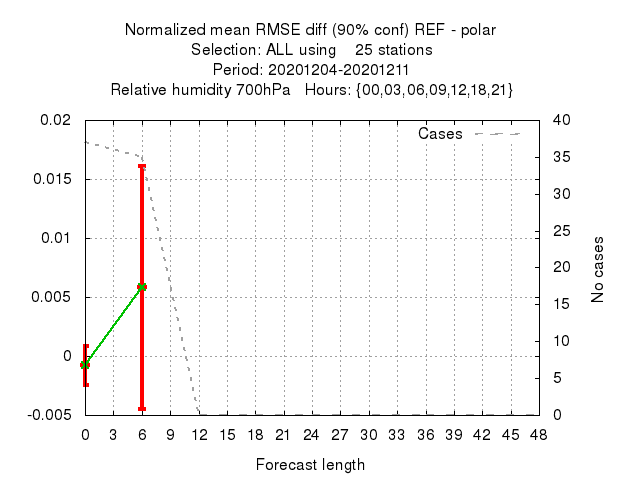 Normalized mean RMSE diff (90% conf) REF - polar
Selection: ALL using    25 stations
Period: 20201204-20201211
Relative humidity 700hPa   Hours: {00,03,06,09,12,18,21}
0.02
0.015
0.01
0.005
0
-0.005
Cases
40
35
30
25
20
15
10
5
0
No cases
0 3 6 9 12 15 18 21 24 27 30 33 36 39 42 45 48
Forecast length